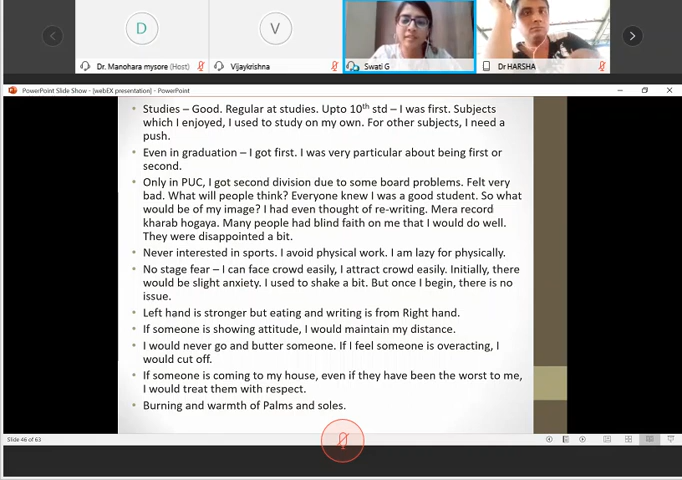 D
V
Dr. Manohara mysore (Host)
Vijaykrishna
Swati G
Dr HARSHA
PowerPoint Slide Show - [webEX presentation] - PowerPoint
• Studies – Good. Regular at studies. Upto 10th std – I was first. Subjects
which I enjoyed, I used to study on my own. For other subjects, I need a
push.
• Even in graduation – I got first. I was very particular about being first or
second.
• Only in PUC, I got second division due to some board problems. Felt very
bad. What will people think? Everyone knew I was a good student. So what
would be of my image? I had even thought of re-writing. Mera record
kharab hogaya. Many people had blind faith on me that I would do well.
They were disappointed a bit.
• Never interested in sports. I avoid physical work. I am lazy for physically.
• No stage fear – I can face crowd easily, I attract crowd easily. Initially, there
would be slight anxiety. I used to shake a bit. But once I begin, there is no
issue.
• Left hand is stronger but eating and writing is from Right hand.
• If someone is showing attitude, I would maintain my distance.
• I would never go and butter someone. If I feel someone is overacting, I
would cut off.
• If someone is coming to my house, even if they have been the worst to me,
I would treat them with respect.
• Burning and warmth of Palms and soles.
Slide 46 of 63